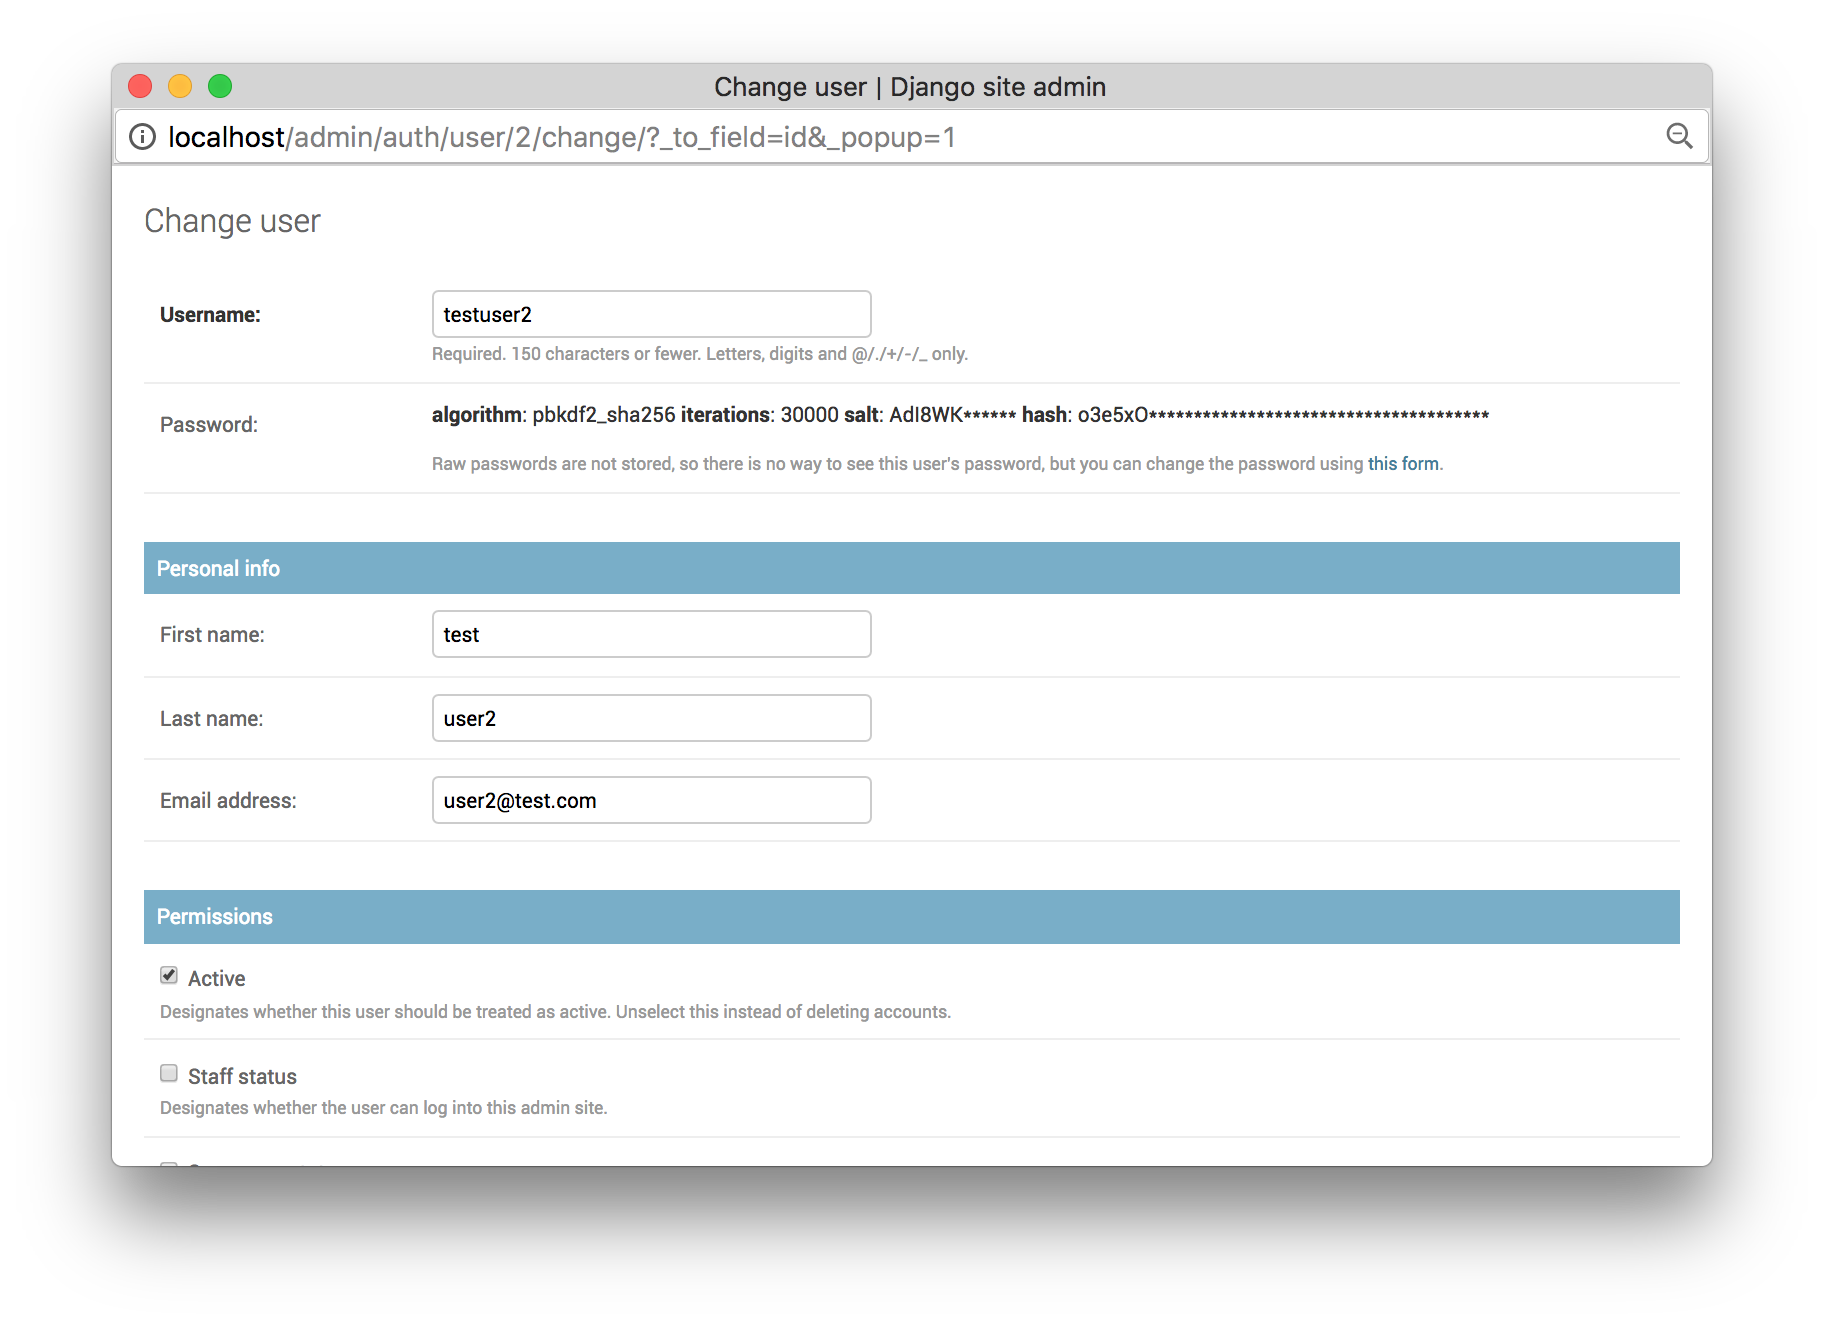 Change user | Django site admin
localhost/admin/auth/user/2/change/?_to_field=id&_popup=1
Change user
Username:
testuser2
Required. 150 characters or fewer. Letters, digits and @/./+/-/_ only.
Password:
algorithm: pbkdf2_sha256 iterations: 30000 salt: AdI8WK****** hash: o3e5xO**************************************
Raw passwords are not stored, so there is no way to see this user's password, but you can change the password using this form.
Personal info
First name:
test
Last name:
user2
Email address:
user2@test.com
Permissions
Active
Designates whether this user should be treated as active. Unselect this instead of deleting accounts.
Staff status
Designates whether the user can log into this admin site.